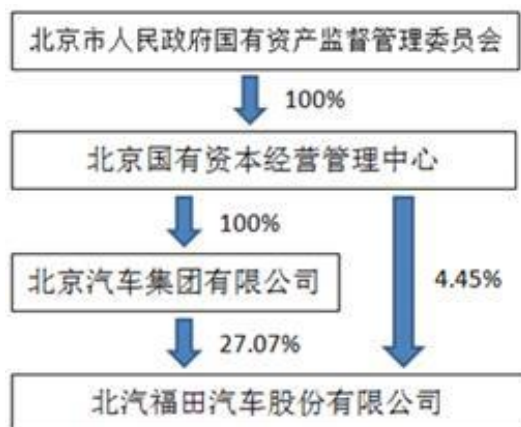 北京市人民政府国有资产监督管理委员会
100%
北京国有资本经营管理中心
100%
4.45%
北京汽车集团有限公司
27.07%
北汽福田汽车股份有限公司